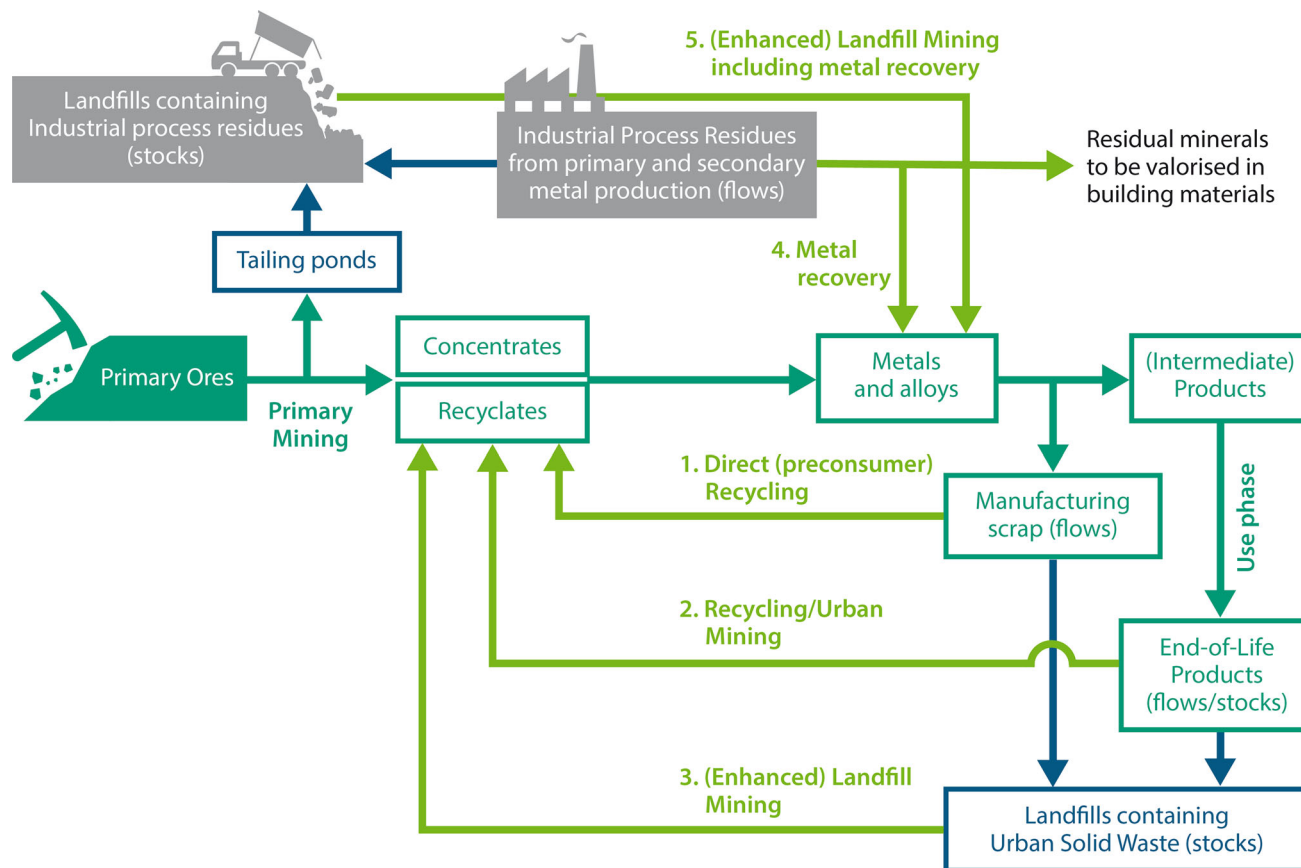 5. (Enhanced) Landfill Mining
including metal recovery
Landfills containing
Industrial process residues
(stocks)
Industrial Process Residues
from primary and secondary
metal production (flows)
Residual minerals
to be valorised in
building materials
Tailing ponds
4. Metal
recovery
Primary Ores
Primary
Mining
Concentrates
Recyclates
Metals
and alloys
(Intermediate)
Products
1. Direct (preconsumer)
Recycling
Manufacturing
scrap (flows)
Use phase
2. Recycling/Urban
Mining
End-of-Life
Products
(flows/stocks)
3. (Enhanced) Landfill
Mining
Landfills containing
Urban Solid Waste (stocks)